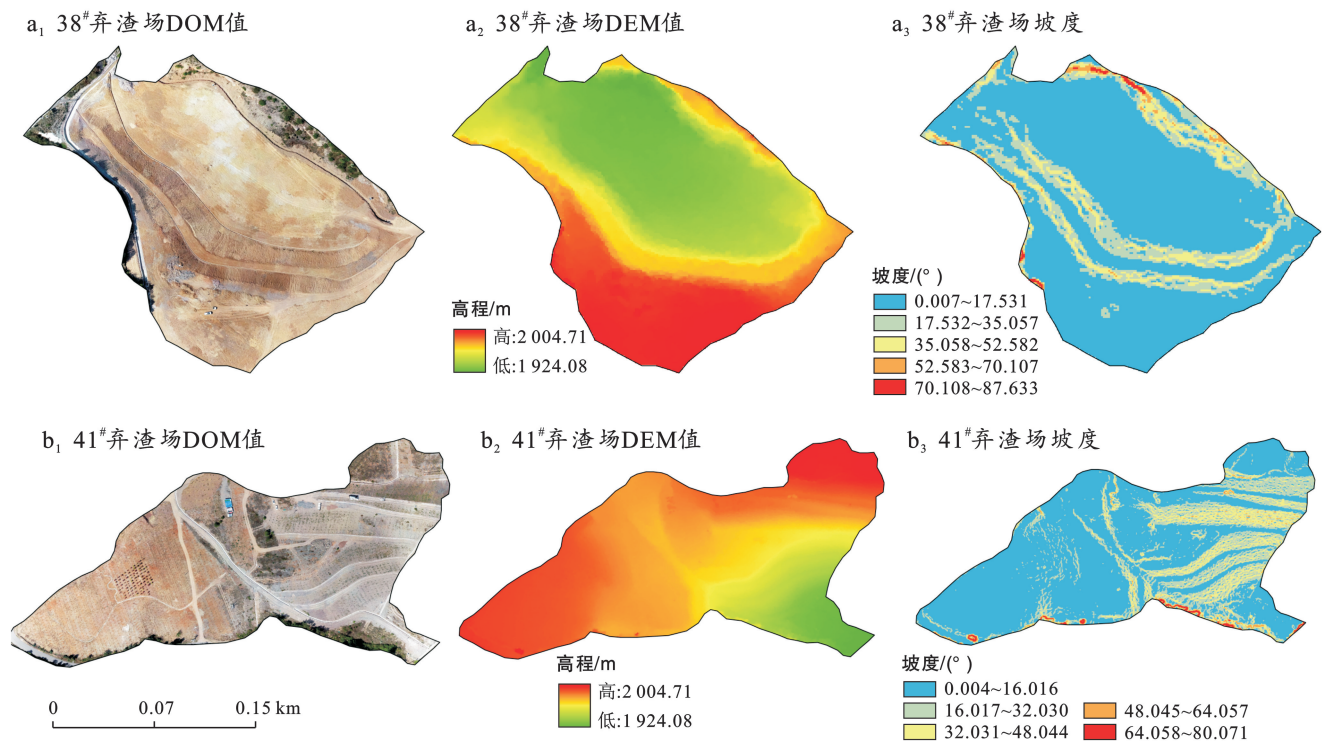 a₁ 38#弃渣场DOM值
a₂ 38#弃渣场DEM值
a₃ 38#弃渣场坡度
高程/m
高:2 004.71
低:1 924.08
坡度/(°)
0.007~17.531
17.532~35.057
35.058~52.582
52.583~70.107
70.108~87.633
b₁ 41#弃渣场DOM值
b₂ 41#弃渣场DEM值
b₃ 41#弃渣场坡度
0 0.07 0.15 km
高程/m
高:2 004.71
低:1 924.08
坡度/(°)
0.004~16.016
16.017~32.030
32.031~48.044
48.045~64.057
64.058~80.071